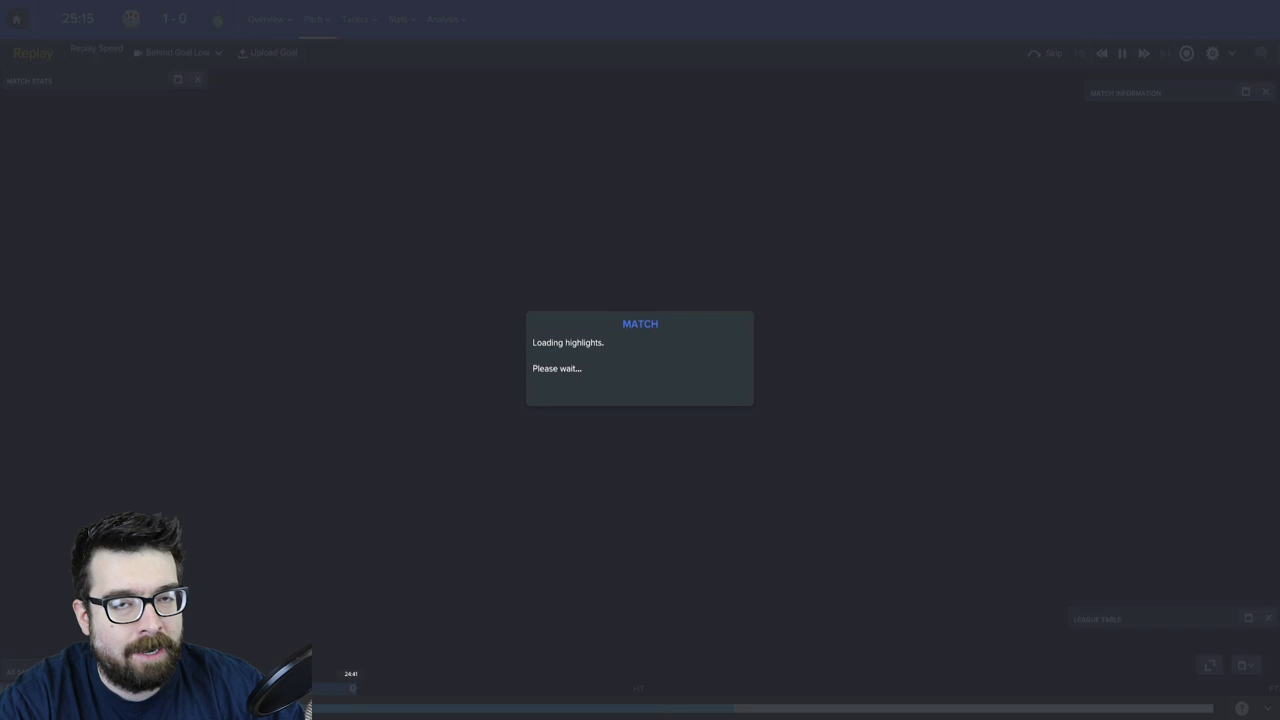 25:15
1 - 0
Overview
Pitch
Tactics
Stats
Analysis
Replay
Replay Speed
Behind Goal Low
Upload Goal
Skip
MATCH STATS
MATCH INFORMATION
MATCH
Loading highlights.
Please wait...
LEAGUE TABLE
24:41
HT